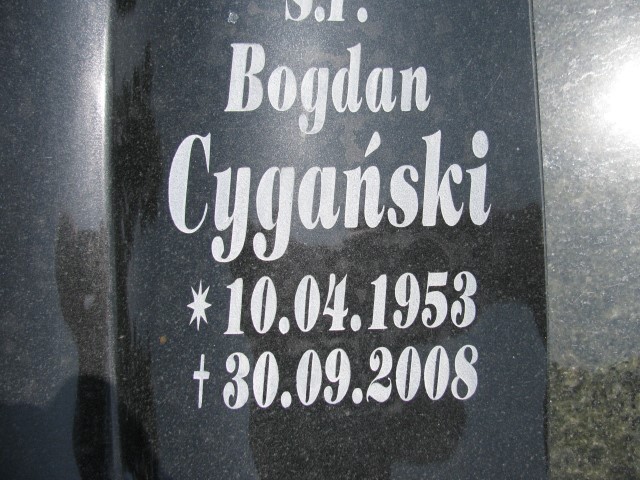 Ś.P.
Bogdan
Cygański
* 10.04.1953
† 30.09.2008